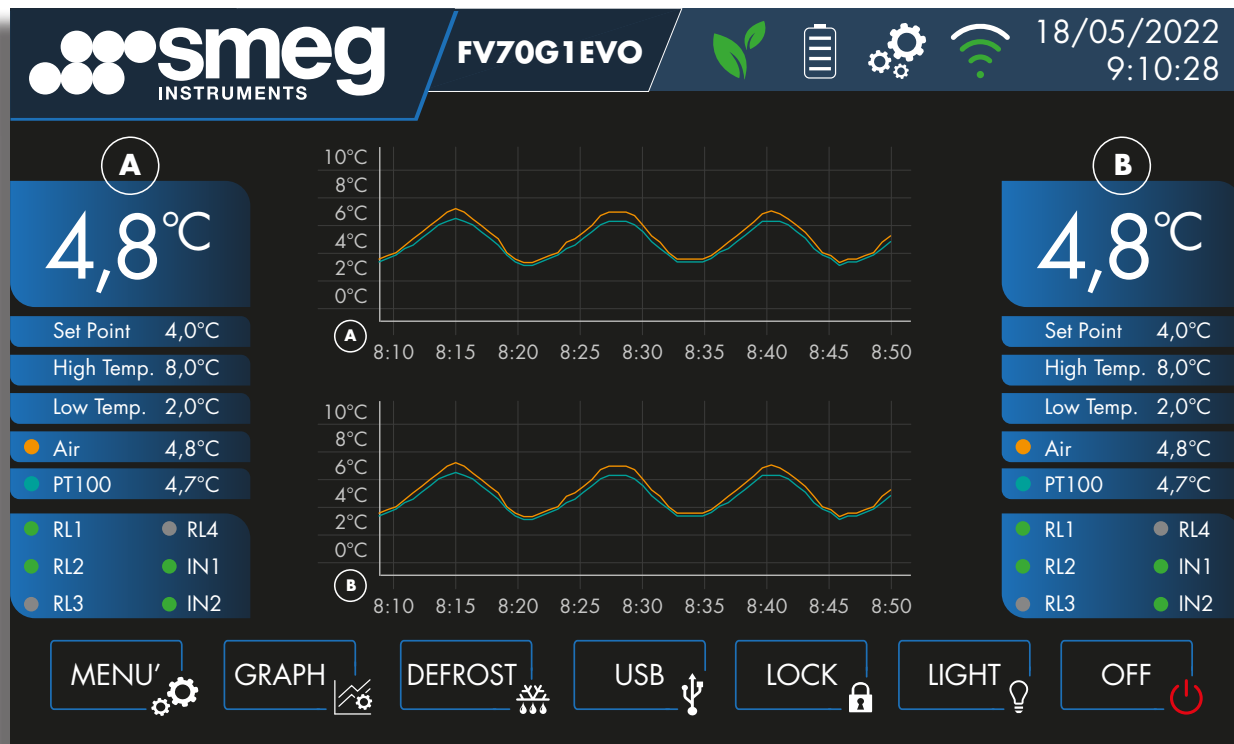 smeg
INSTRUMENTS
FV70G1EVO
18/05/2022
9:10:28
A
4,8°C
Set Point 4,0°C
High Temp. 8,0°C
Low Temp. 2,0°C
Air 4,8°C
PT100 4,7°C
RL1 RL4
RL2 IN1
RL3 IN2
10°C
8°C
6°C
4°C
2°C
0°C
A
8:10 8:15 8:20 8:25 8:30 8:35 8:40 8:45 8:50
10°C
8°C
6°C
4°C
2°C
0°C
B
8:10 8:15 8:20 8:25 8:30 8:35 8:40 8:45 8:50
B
4,8°C
Set Point 4,0°C
High Temp. 8,0°C
Low Temp. 2,0°C
Air 4,8°C
PT100 4,7°C
RL1 RL4
RL2 IN1
RL3 IN2
MENU' GRAPH DEFROST USB LOCK LIGHT OFF